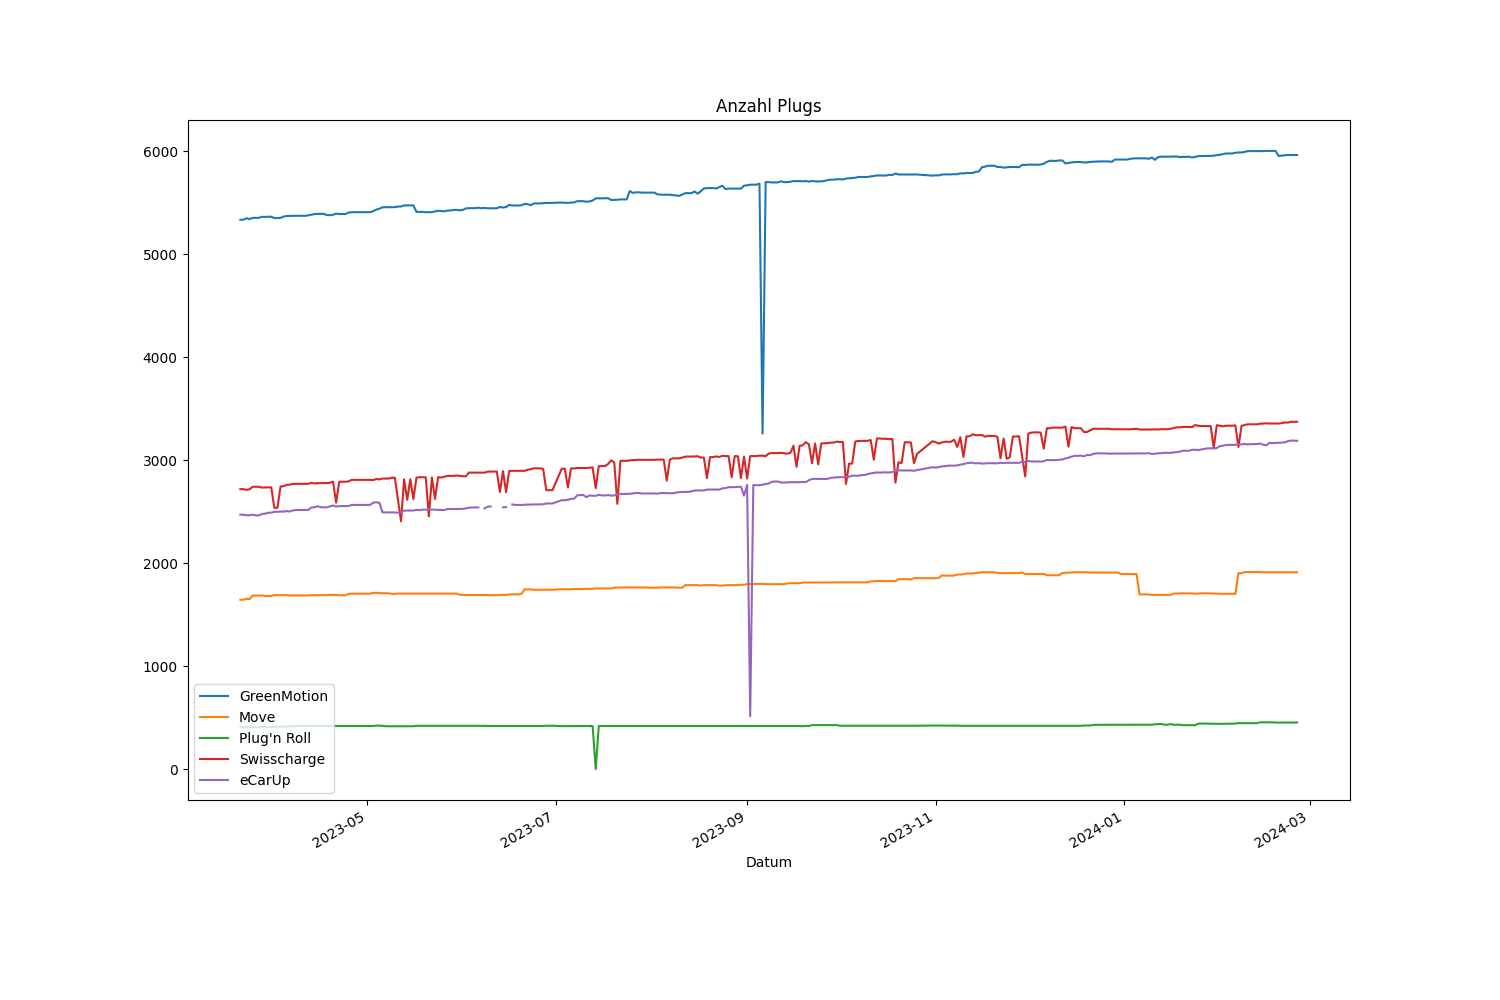 Anzahl Plugs
6000
5000
4000
3000
2000
1000
0
GreenMotion
Move
Plug'n Roll
Swisscharge
eCarUp
2023-05
2023-07
2023-09
2023-11
2024-01
2024-03
Datum